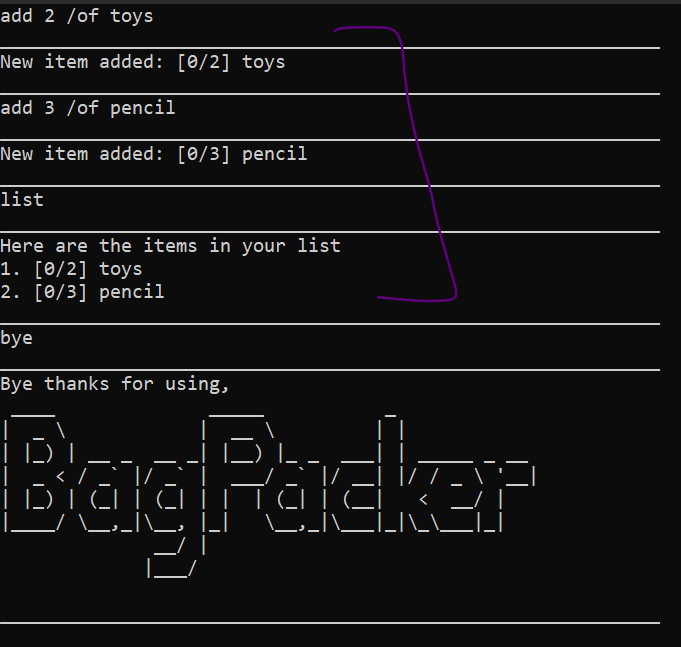 add 2 /of toys
New item added: [0/2] toys
add 3 /of pencil
New item added: [0/3] pencil
list
Here are the items in your list
1. [0/2] toys
2. [0/3] pencil
bye
Bye thanks for using,
BagPacker